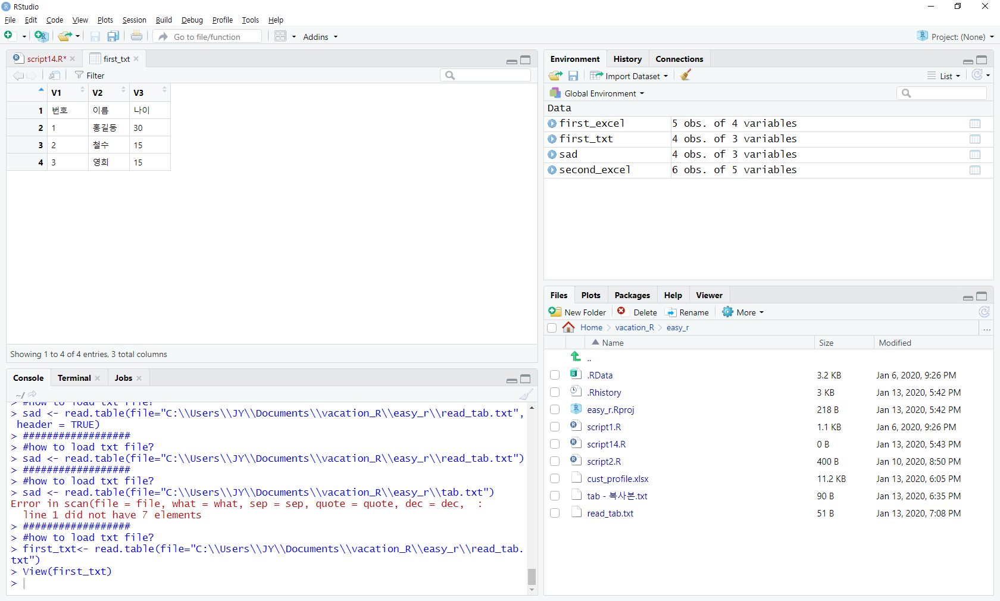 RStudio
File Edit Code View Plots Session Build Debug Profile Tools Help
Go to file/function Addins Project: (None)
script14.R* first_txt
Filter
V1 V2 V3
1 번호 이름 나이
2 1 홍길동 30
3 2 철수 15
4 3 영희 15
Showing 1 to 4 of 4 entries, 3 total columns
Console Terminal Jobs
~/
> #how to load txt file?
> sad <- read.table(file="C:\\Users\\JY\\Documents\\vacation_R\\easy_r\\read_tab.txt",
header = TRUE)
> ##################
> #how to load txt file?
> sad <- read.table(file="C:\\Users\\JY\\Documents\\vacation_R\\easy_r\\read_tab.txt")
> ##################
> #how to load txt file?
> sad <- read.table(file="C:\\Users\\JY\\Documents\\vacation_R\\easy_r\\tab.txt")
Error in scan(file = file, what = what, sep = sep, quote = quote, dec = dec,  :
line 1 did not have 7 elements
> ##################
> #how to load txt file?
> first_txt<- read.table(file="C:\\Users\\JY\\Documents\\vacation_R\\easy_r\\read_tab.
txt")
> View(first_txt)
>
Environment History Connections
Import Dataset List
Global Environment
Data
first_excel 5 obs. of 4 variables
first_txt 4 obs. of 3 variables
sad 4 obs. of 3 variables
second_excel 6 obs. of 5 variables
Files Plots Packages Help Viewer
New Folder Delete Rename More
Home vacation_R easy_r ...
Name Size Modified
..
.RData 3.2 KB Jan 6, 2020, 9:26 PM
.Rhistory 3 KB Jan 13, 2020, 5:42 PM
easy_r.Rproj 218 B Jan 13, 2020, 5:42 PM
script1.R 1.1 KB Jan 6, 2020, 9:26 PM
script14.R 0 B Jan 13, 2020, 5:43 PM
script2.R 400 B Jan 10, 2020, 8:50 PM
cust_profile.xlsx 11.2 KB Jan 13, 2020, 6:05 PM
tab - 복사본.txt 90 B Jan 13, 2020, 6:35 PM
read_tab.txt 51 B Jan 13, 2020, 7:08 PM